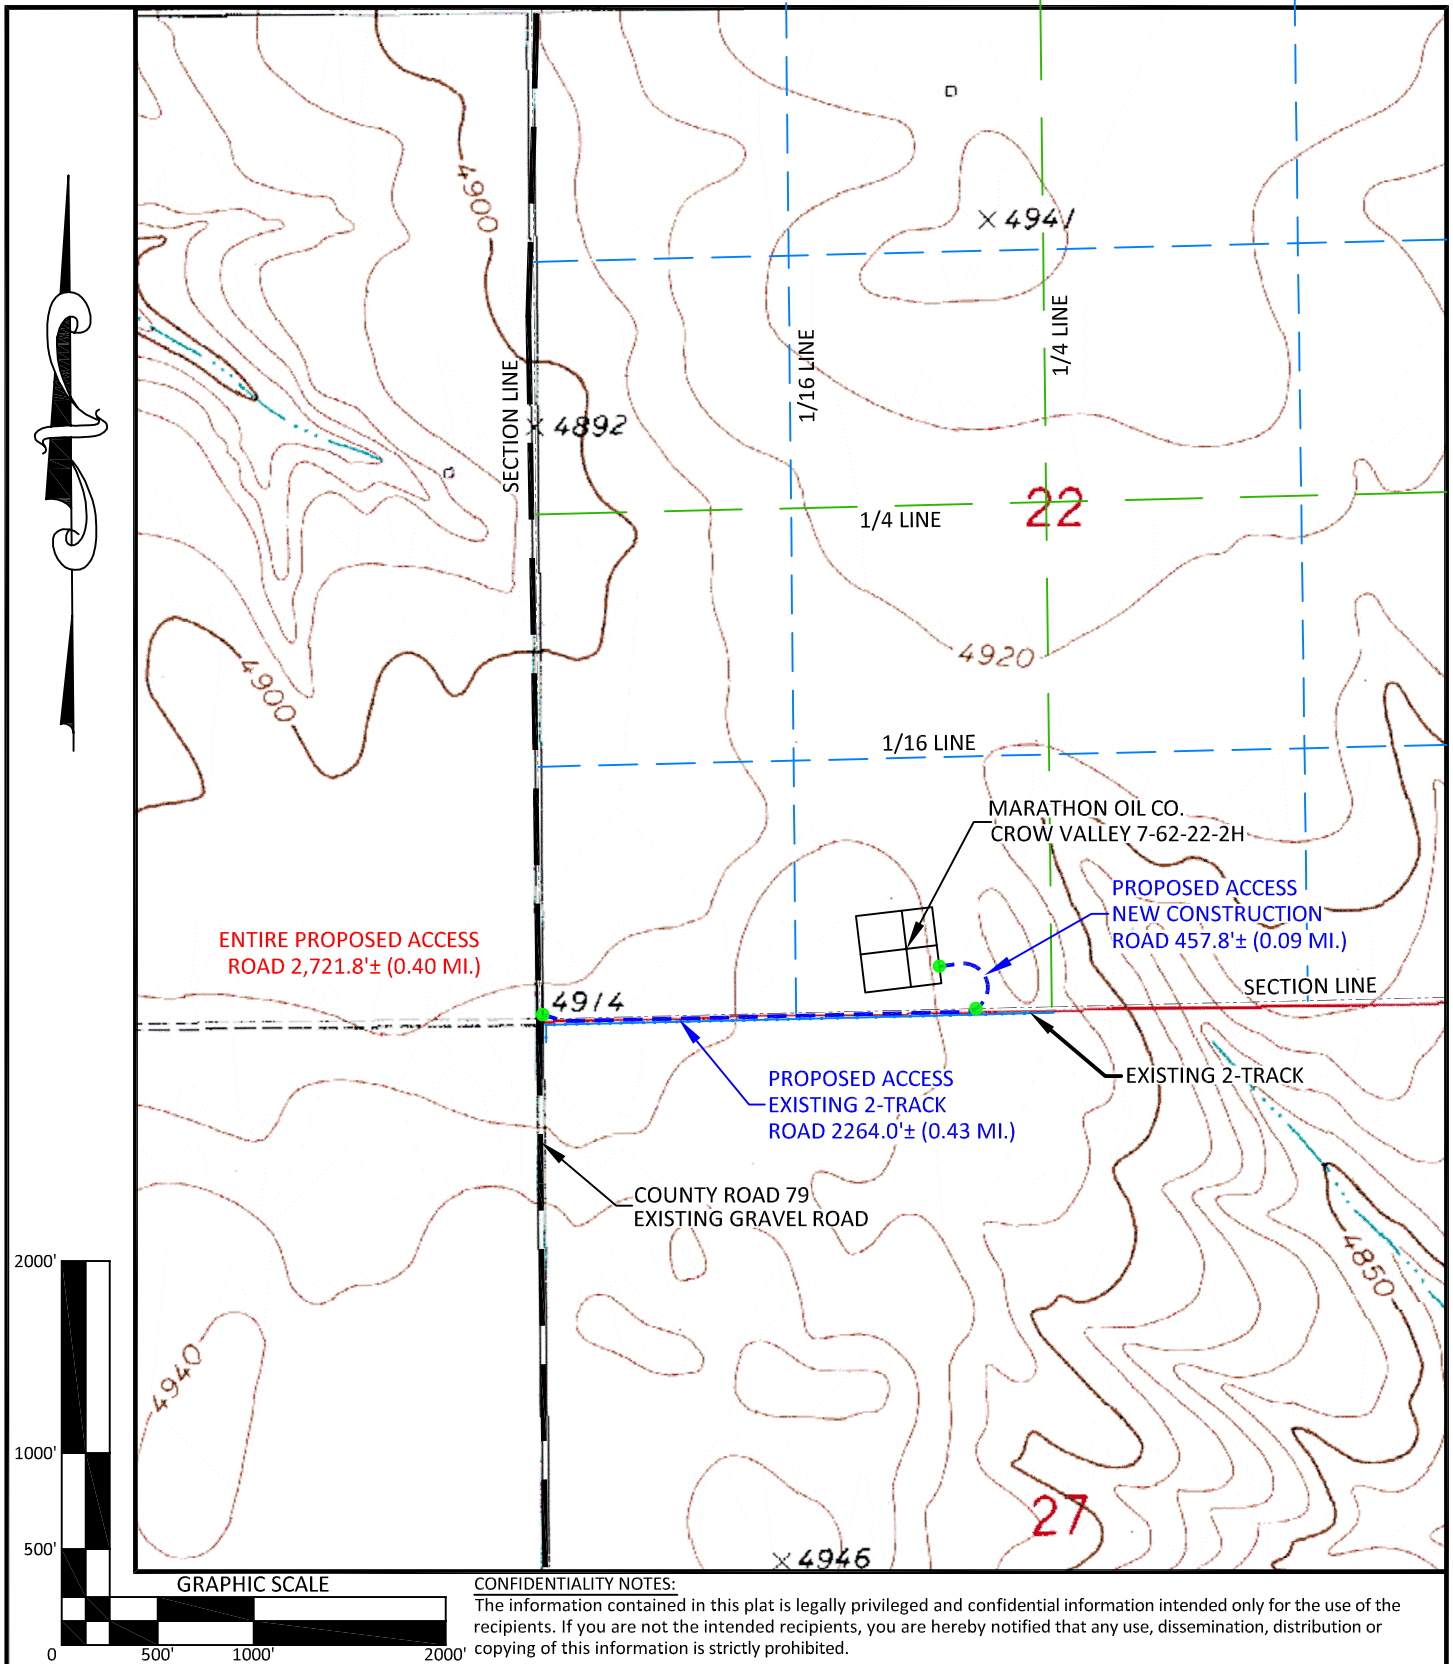 4900
× 4941
1/4 LINE
1/16 LINE
SECTION LINE
× 4892
22
1/4 LINE
4920
4900
1/16 LINE
MARATHON OIL CO.
CROW VALLEY 7-62-22-2H
PROPOSED ACCESS
NEW CONSTRUCTION
ROAD 457.8'± (0.09 MI.)
ENTIRE PROPOSED ACCESS
ROAD 2,721.8'± (0.40 MI.)
SECTION LINE
4914
EXISTING 2-TRACK
PROPOSED ACCESS
EXISTING 2-TRACK
ROAD 2264.0'± (0.43 MI.)
COUNTY ROAD 79
EXISTING GRAVEL ROAD
4850
2000'
1000'
500'
4940
27
× 4946
GRAPHIC SCALE
0 500' 1000' 2000'
CONFIDENTIALITY NOTES:
The information contained in this plat is legally privileged and confidential information intended only for the use of the
recipients. If you are not the intended recipients, you are hereby notified that any use, dissemination, distribution or
copying of this information is strictly prohibited.